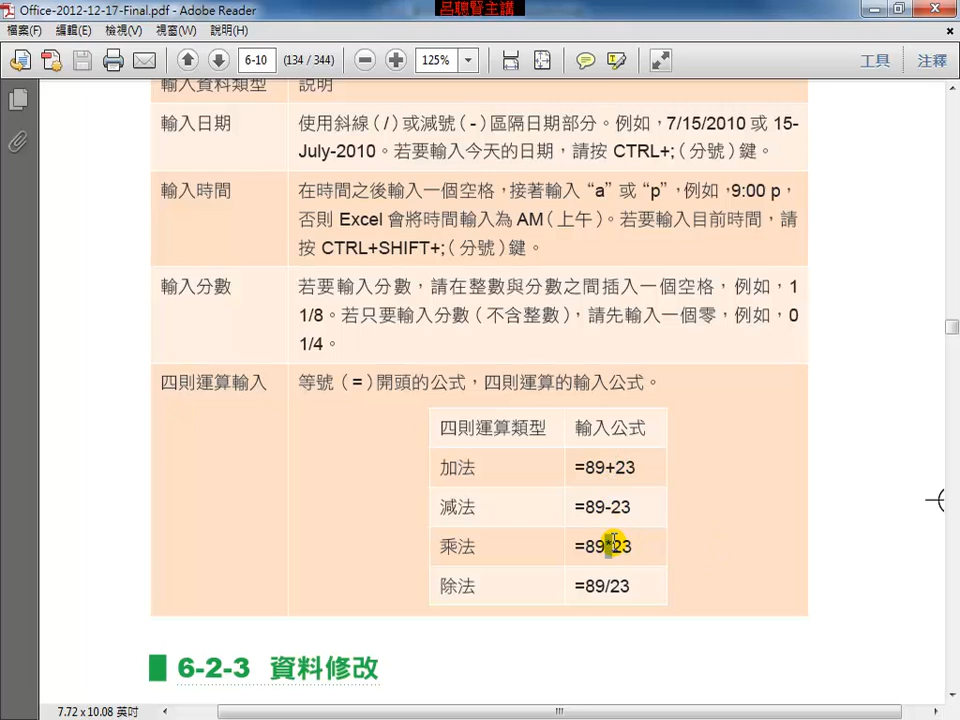 Office-2012-12-17-Final.pdf - Adobe Reader
呂聰賢主講
檔案(F) 編輯(E) 檢視(V) 視窗(W) 說明(H)
6-10 (134 / 344) 125% 工具 注釋
輸入資料類型 說明
輸入日期 使用斜線(/)或減號(-)區隔日期部分。例如，7/15/2010 或 15-
July-2010。若要輸入今天的日期，請按 CTRL+;(分號)鍵。
輸入時間 在時間之後輸入一個空格，接著輸入 “a” 或 “p”，例如，9:00 p，
否則 Excel 會將時間輸入為 AM(上午)。若要輸入目前時間，請
按 CTRL+SHIFT+;(分號)鍵。
輸入分數 若要輸入分數，請在整數與分數之間插入一個空格，例如，1
1/8。若只要輸入分數(不含整數)，請先輸入一個零，例如，0
1/4。
四則運算輸入 等號(=)開頭的公式，四則運算的輸入公式。
四則運算類型 輸入公式
加法 =89+23
減法 =89-23
乘法 =89*23
除法 =89/23
6-2-3 資料修改
7.72 x 10.08 英吋